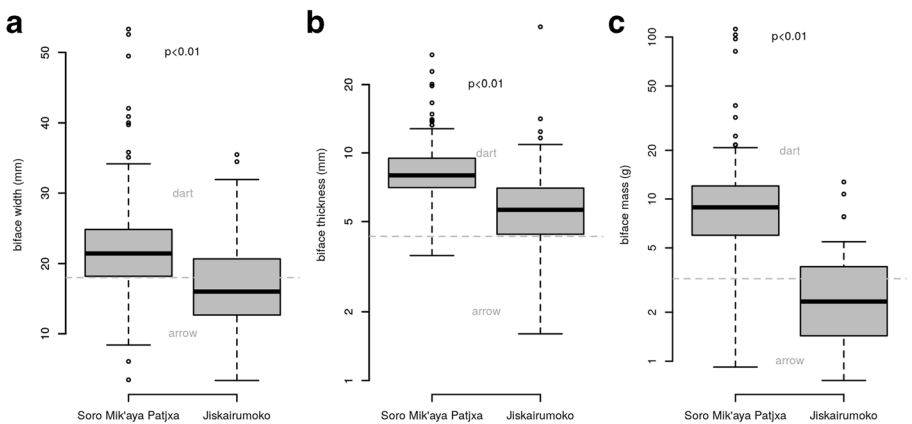 a
p<0.01
dart
arrow
biface width (mm)
50
40
30
20
10
Soro Mik'aya Patjxa
Jiskairumoko
b
p<0.01
dart
arrow
biface thickness (mm)
20
10
5
2
1
Soro Mik'aya Patjxa
Jiskairumoko
c
p<0.01
dart
arrow
biface mass (g)
100
50
20
10
5
2
1
Soro Mik'aya Patjxa
Jiskairumoko